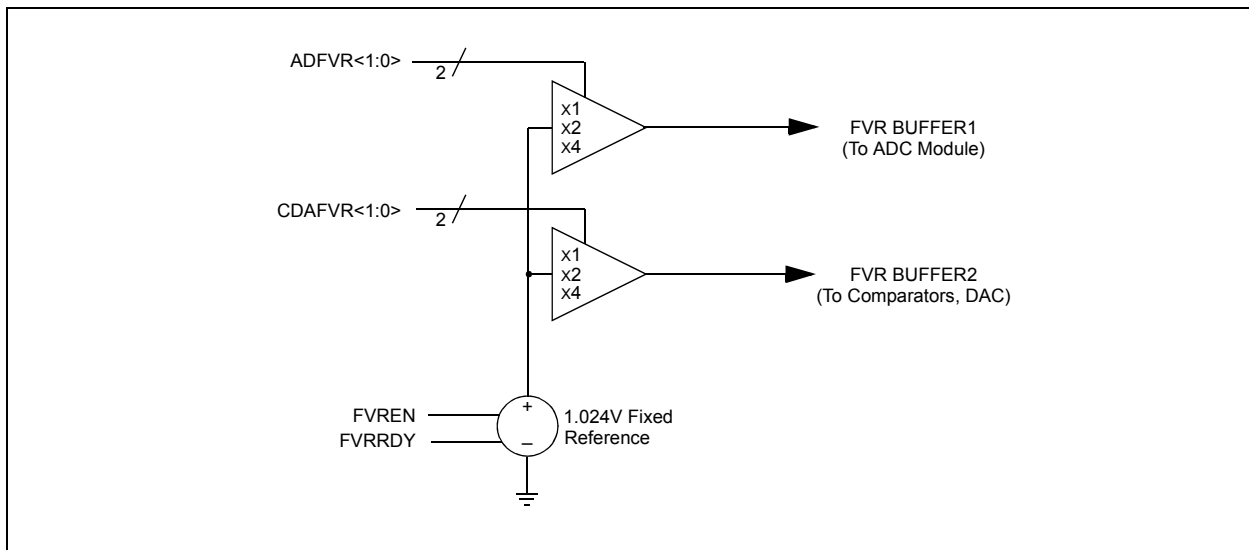 ADFVR<1:0>
2
X1
X2
X4
FVR BUFFER1
(To ADC Module)
CDAFVR<1:0>
2
X1
X2
X4
FVR BUFFER2
(To Comparators, DAC)
FVREN
FVRRDY
+
–
1.024V Fixed
Reference